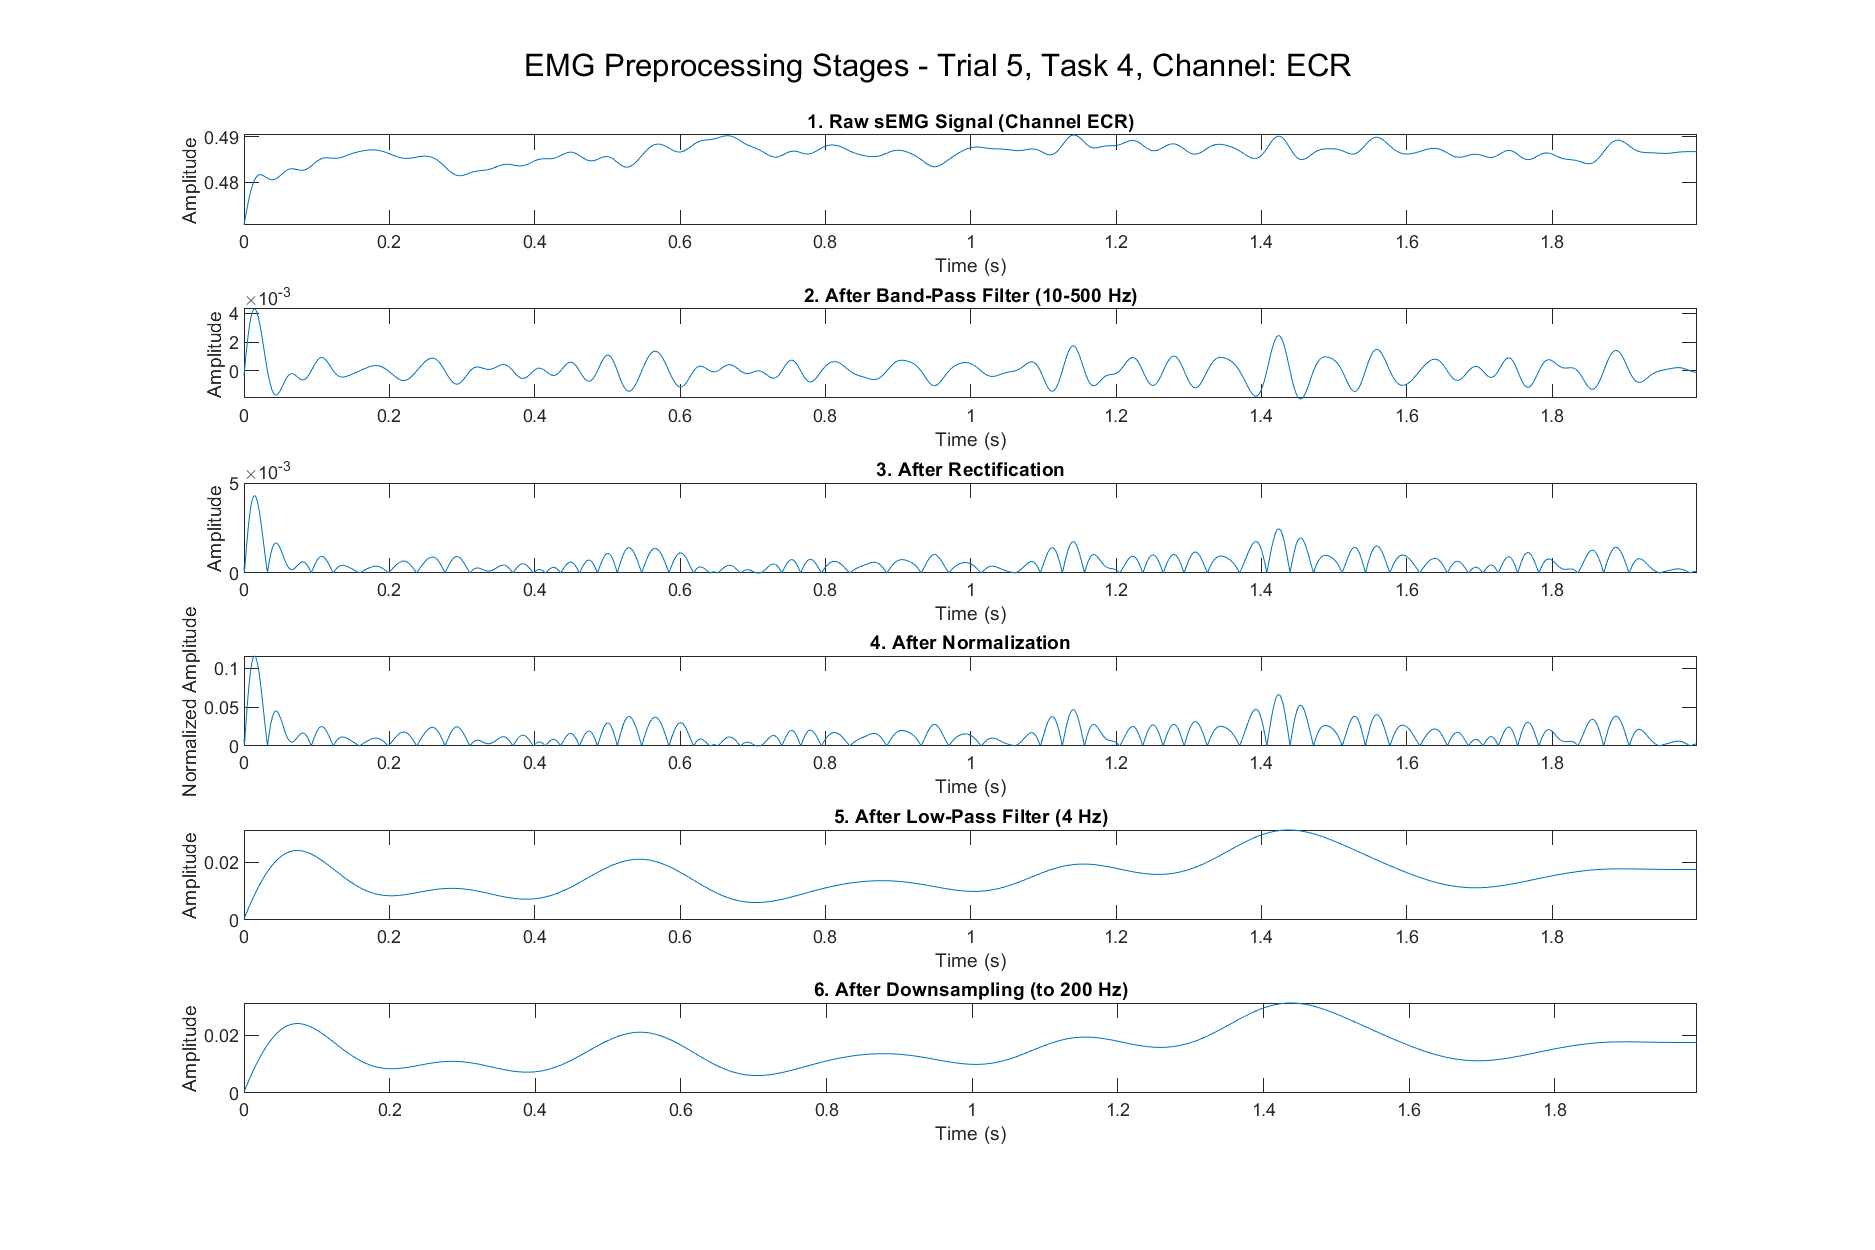 EMG Preprocessing Stages - Trial 5, Task 4, Channel: ECR
1. Raw sEMG Signal (Channel ECR)
Amplitude
0.49
0.48
0 0.2 0.4 0.6 0.8 1 1.2 1.4 1.6 1.8
Time (s)
2. After Band-Pass Filter (10-500 Hz)
×10⁻³
Amplitude
4
2
0
0 0.2 0.4 0.6 0.8 1 1.2 1.4 1.6 1.8
Time (s)
3. After Rectification
×10⁻³
Amplitude
5
0
0 0.2 0.4 0.6 0.8 1 1.2 1.4 1.6 1.8
Time (s)
4. After Normalization
Normalized Amplitude
0.1
0.05
0
0 0.2 0.4 0.6 0.8 1 1.2 1.4 1.6 1.8
Time (s)
5. After Low-Pass Filter (4 Hz)
Amplitude
0.02
0
0 0.2 0.4 0.6 0.8 1 1.2 1.4 1.6 1.8
Time (s)
6. After Downsampling (to 200 Hz)
Amplitude
0.02
0
0 0.2 0.4 0.6 0.8 1 1.2 1.4 1.6 1.8
Time (s)